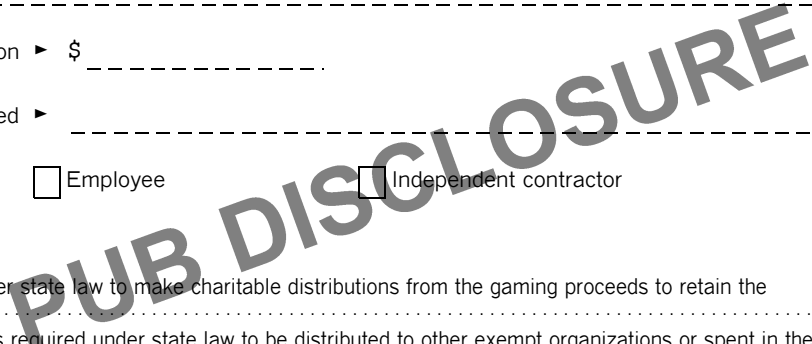 on ► $
ed ►
Employee Independent contractor
er state law to make charitable distributions from the gaming proceeds to retain the
s required under state law to be distributed to other exempt organizations or spent in the
PUB DISCLOSURE